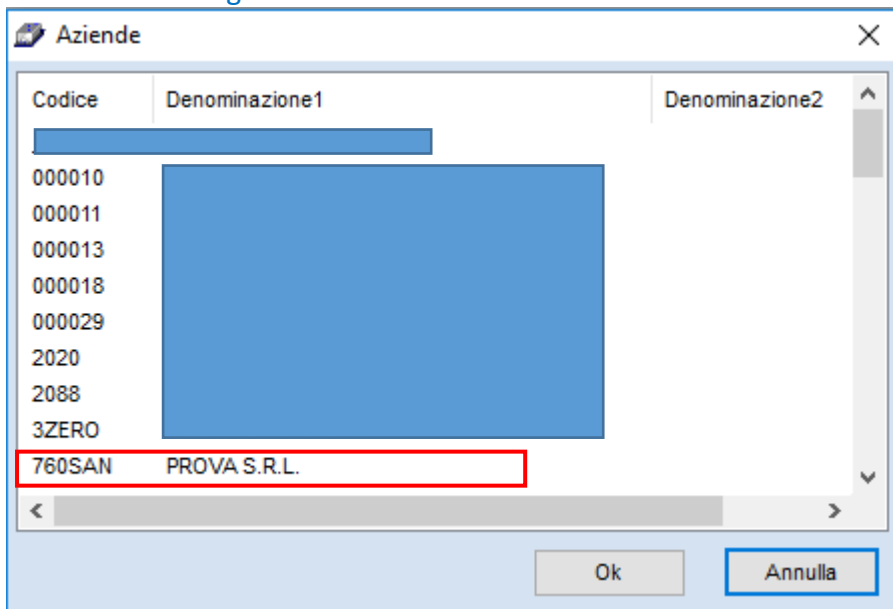 Aziende
Codice Denominazione1 Denominazione2
000010
000011
000013
000018
000029
2020
2088
3ZERO
760SAN PROVA S.R.L.
Ok Annulla